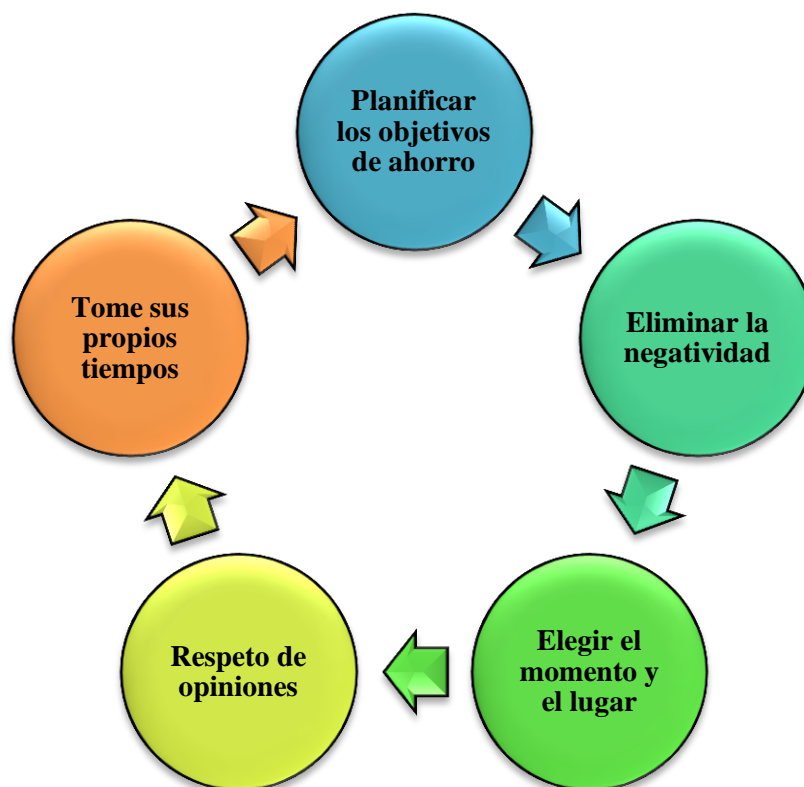 Planificar
los objetivos
de ahorro
Eliminar la
negatividad
Elegir el
momento y
el lugar
Respeto de
opiniones
Tome sus
propios
tiempos